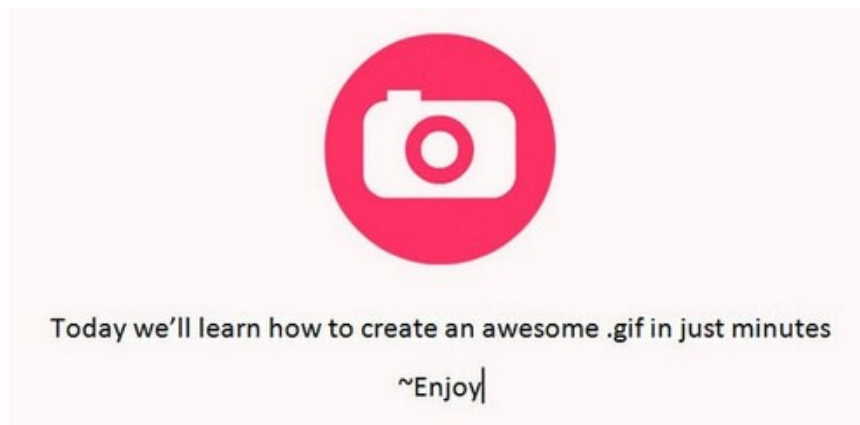 Today we’ll learn how to create an awesome .gif in just minutes
~Enjoy